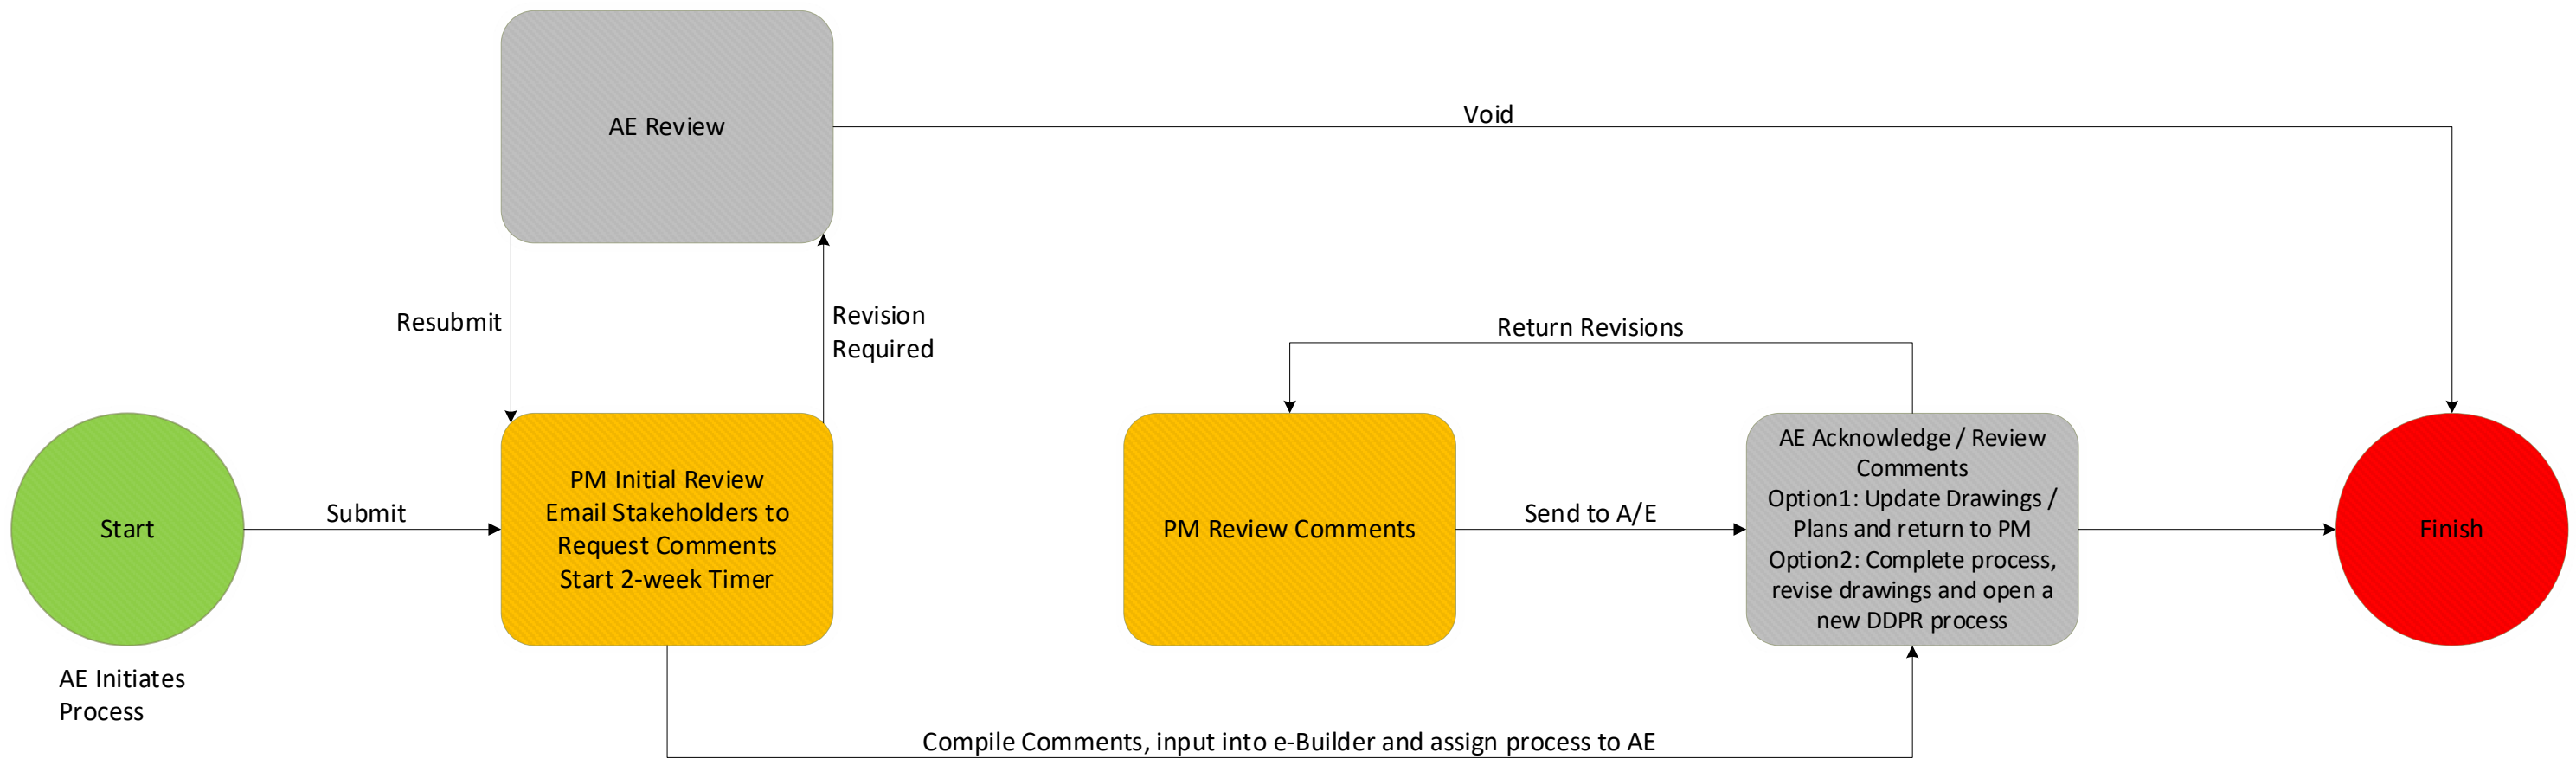 AE Review
Void
Resubmit
Revision
Required
Return Revisions
Start
Submit
PM Initial Review
Email Stakeholders to
Request Comments
Start 2-week Timer
PM Review Comments
Send to A/E
AE Acknowledge / Review
Comments
Option1: Update Drawings /
Plans and return to PM
Option2: Complete process,
revise drawings and open a
new DDPR process
Finish
AE Initiates
Process
Compile Comments, input into e-Builder and assign process to AE